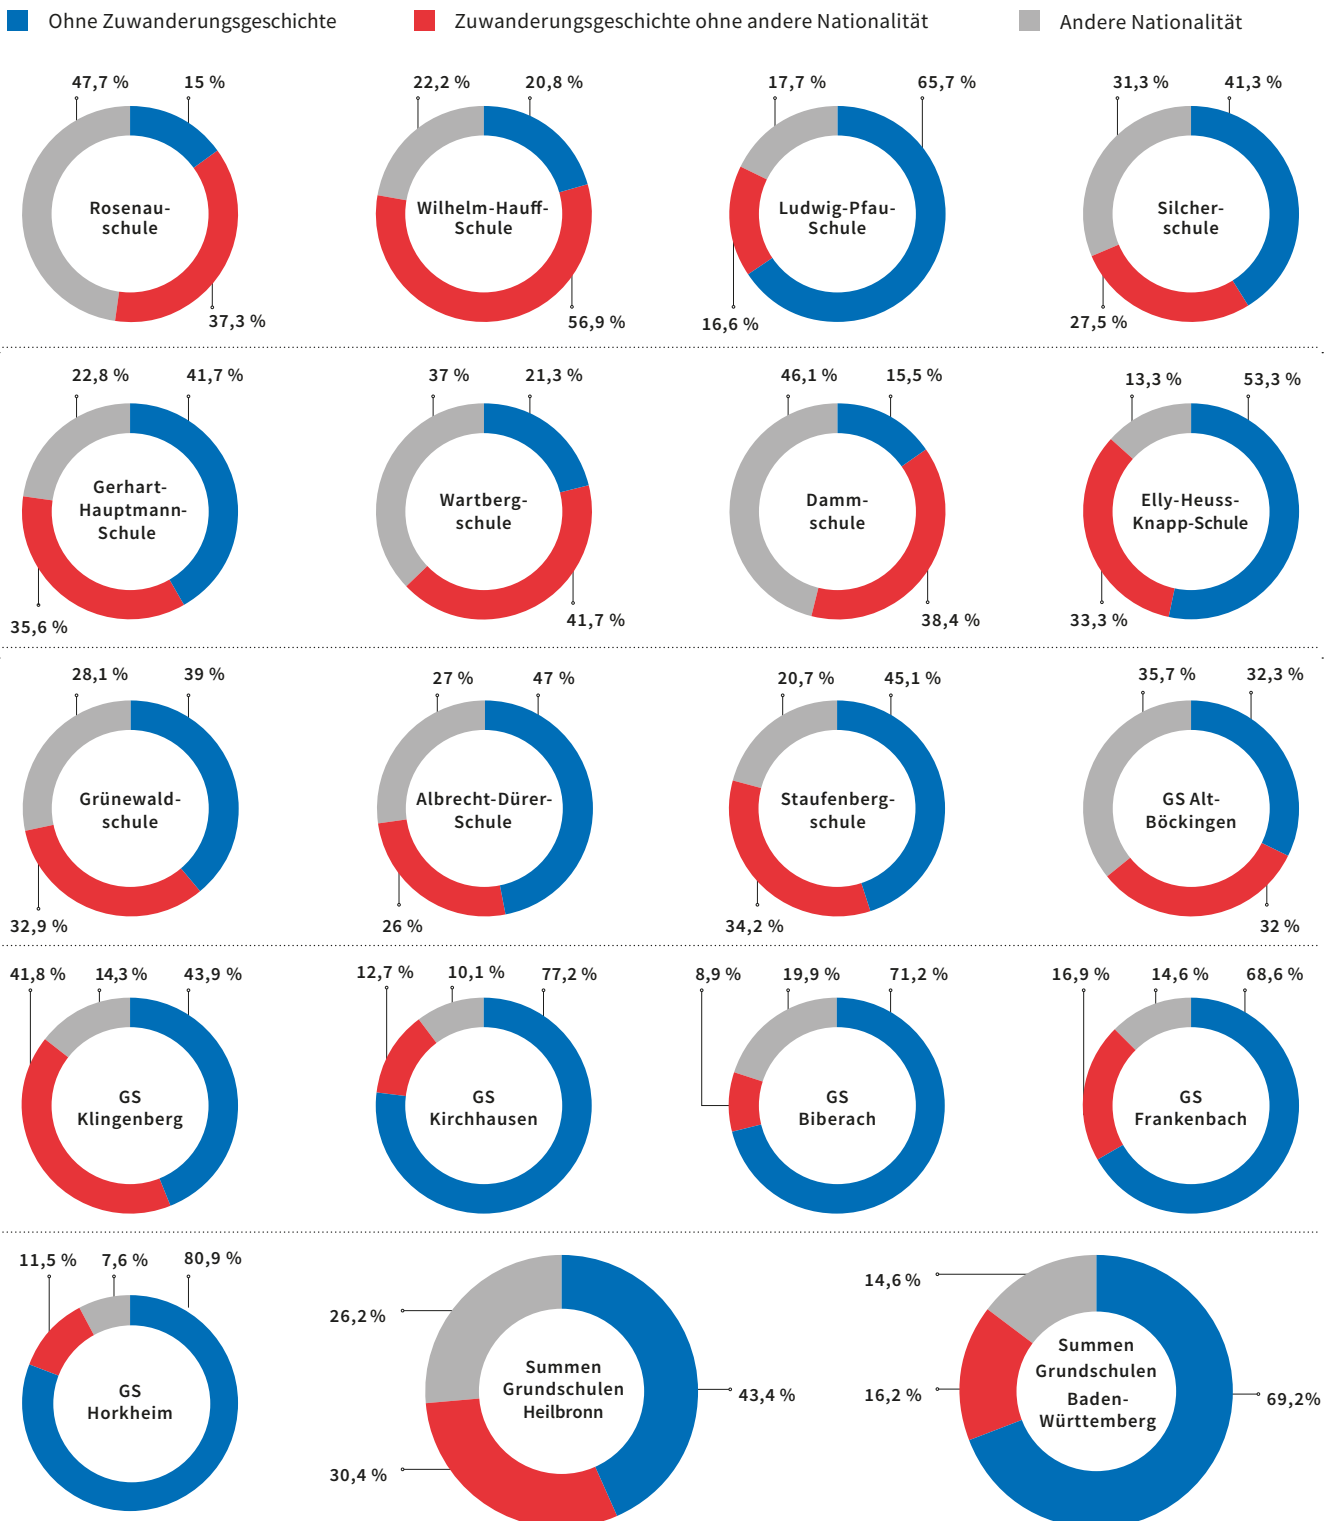 Ohne Zuwanderungsgeschichte
Zuwanderungsgeschichte ohne andere Nationalität
Andere Nationalität
47,7 %
15 %
Rosenau-
schule
37,3 %
22,2 %
20,8 %
Wilhelm-Hauff-
Schule
56,9 %
17,7 %
65,7 %
Ludwig-Pfau-
Schule
16,6 %
31,3 %
41,3 %
Silcher-
schule
27,5 %
22,8 %
41,7 %
Gerhart-
Hauptmann-
Schule
35,6 %
37 %
21,3 %
Wartberg-
schule
41,7 %
46,1 %
15,5 %
Damm-
schule
38,4 %
13,3 %
53,3 %
Elly-Heuss-
Knapp-Schule
33,3 %
28,1 %
39 %
Grünewald-
schule
32,9 %
27 %
47 %
Albrecht-Dürer-
Schule
26 %
20,7 %
45,1 %
Staufenberg-
schule
34,2 %
35,7 %
32,3 %
GS Alt-
Böckingen
32 %
41,8 %
14,3 %
43,9 %
GS
Klingenberg
12,7 %
10,1 %
77,2 %
GS
Kirchhausen
8,9 %
19,9 %
71,2 %
GS
Biberach
16,9 %
14,6 %
68,6 %
GS
Frankenbach
11,5 %
7,6 %
80,9 %
GS
Horkheim
26,2 %
Summen
Grundschulen
Heilbronn
43,4 %
30,4 %
14,6 %
Summen
Grundschulen
Baden-
Württemberg
16,2 %
69,2%